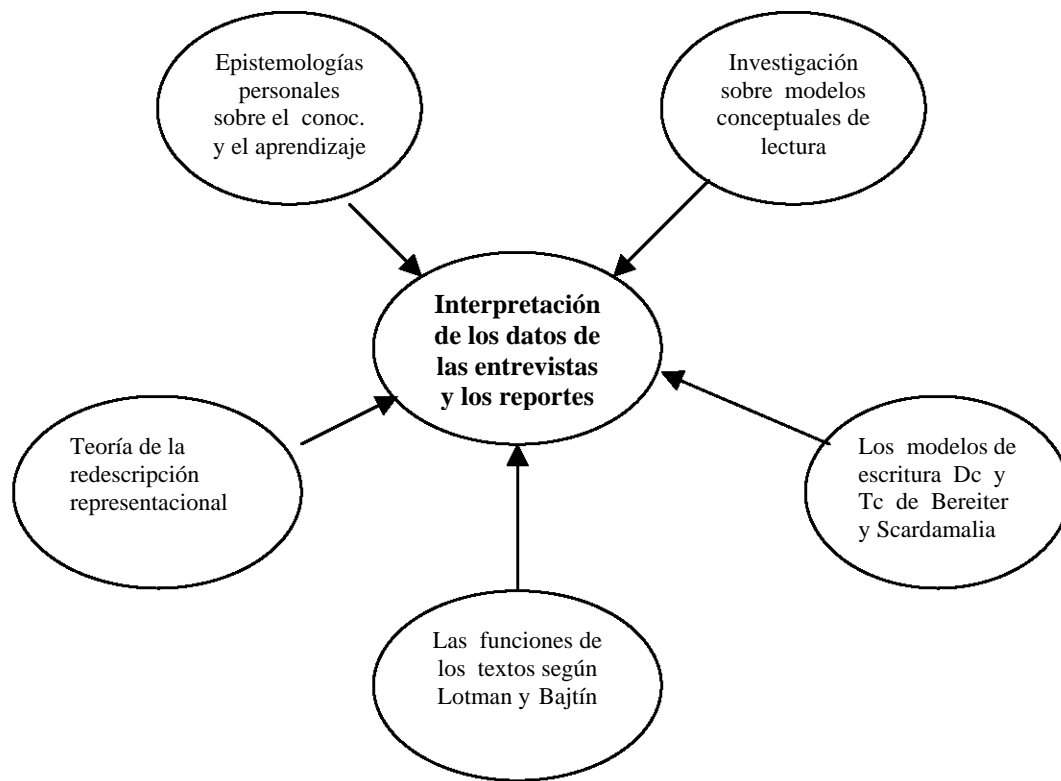 Epistemologías
personales
sobre el conoc.
y el aprendizaje
Investigación
sobre modelos
conceptuales de
lectura
Interpretación
de los datos de
las entrevistas
y los reportes
Teoría de la
redescripción
representacional
Los modelos de
escritura Dc y
Tc de Bereiter
y Scardamalia
Las funciones de
los textos según
Lotman y Bajtín